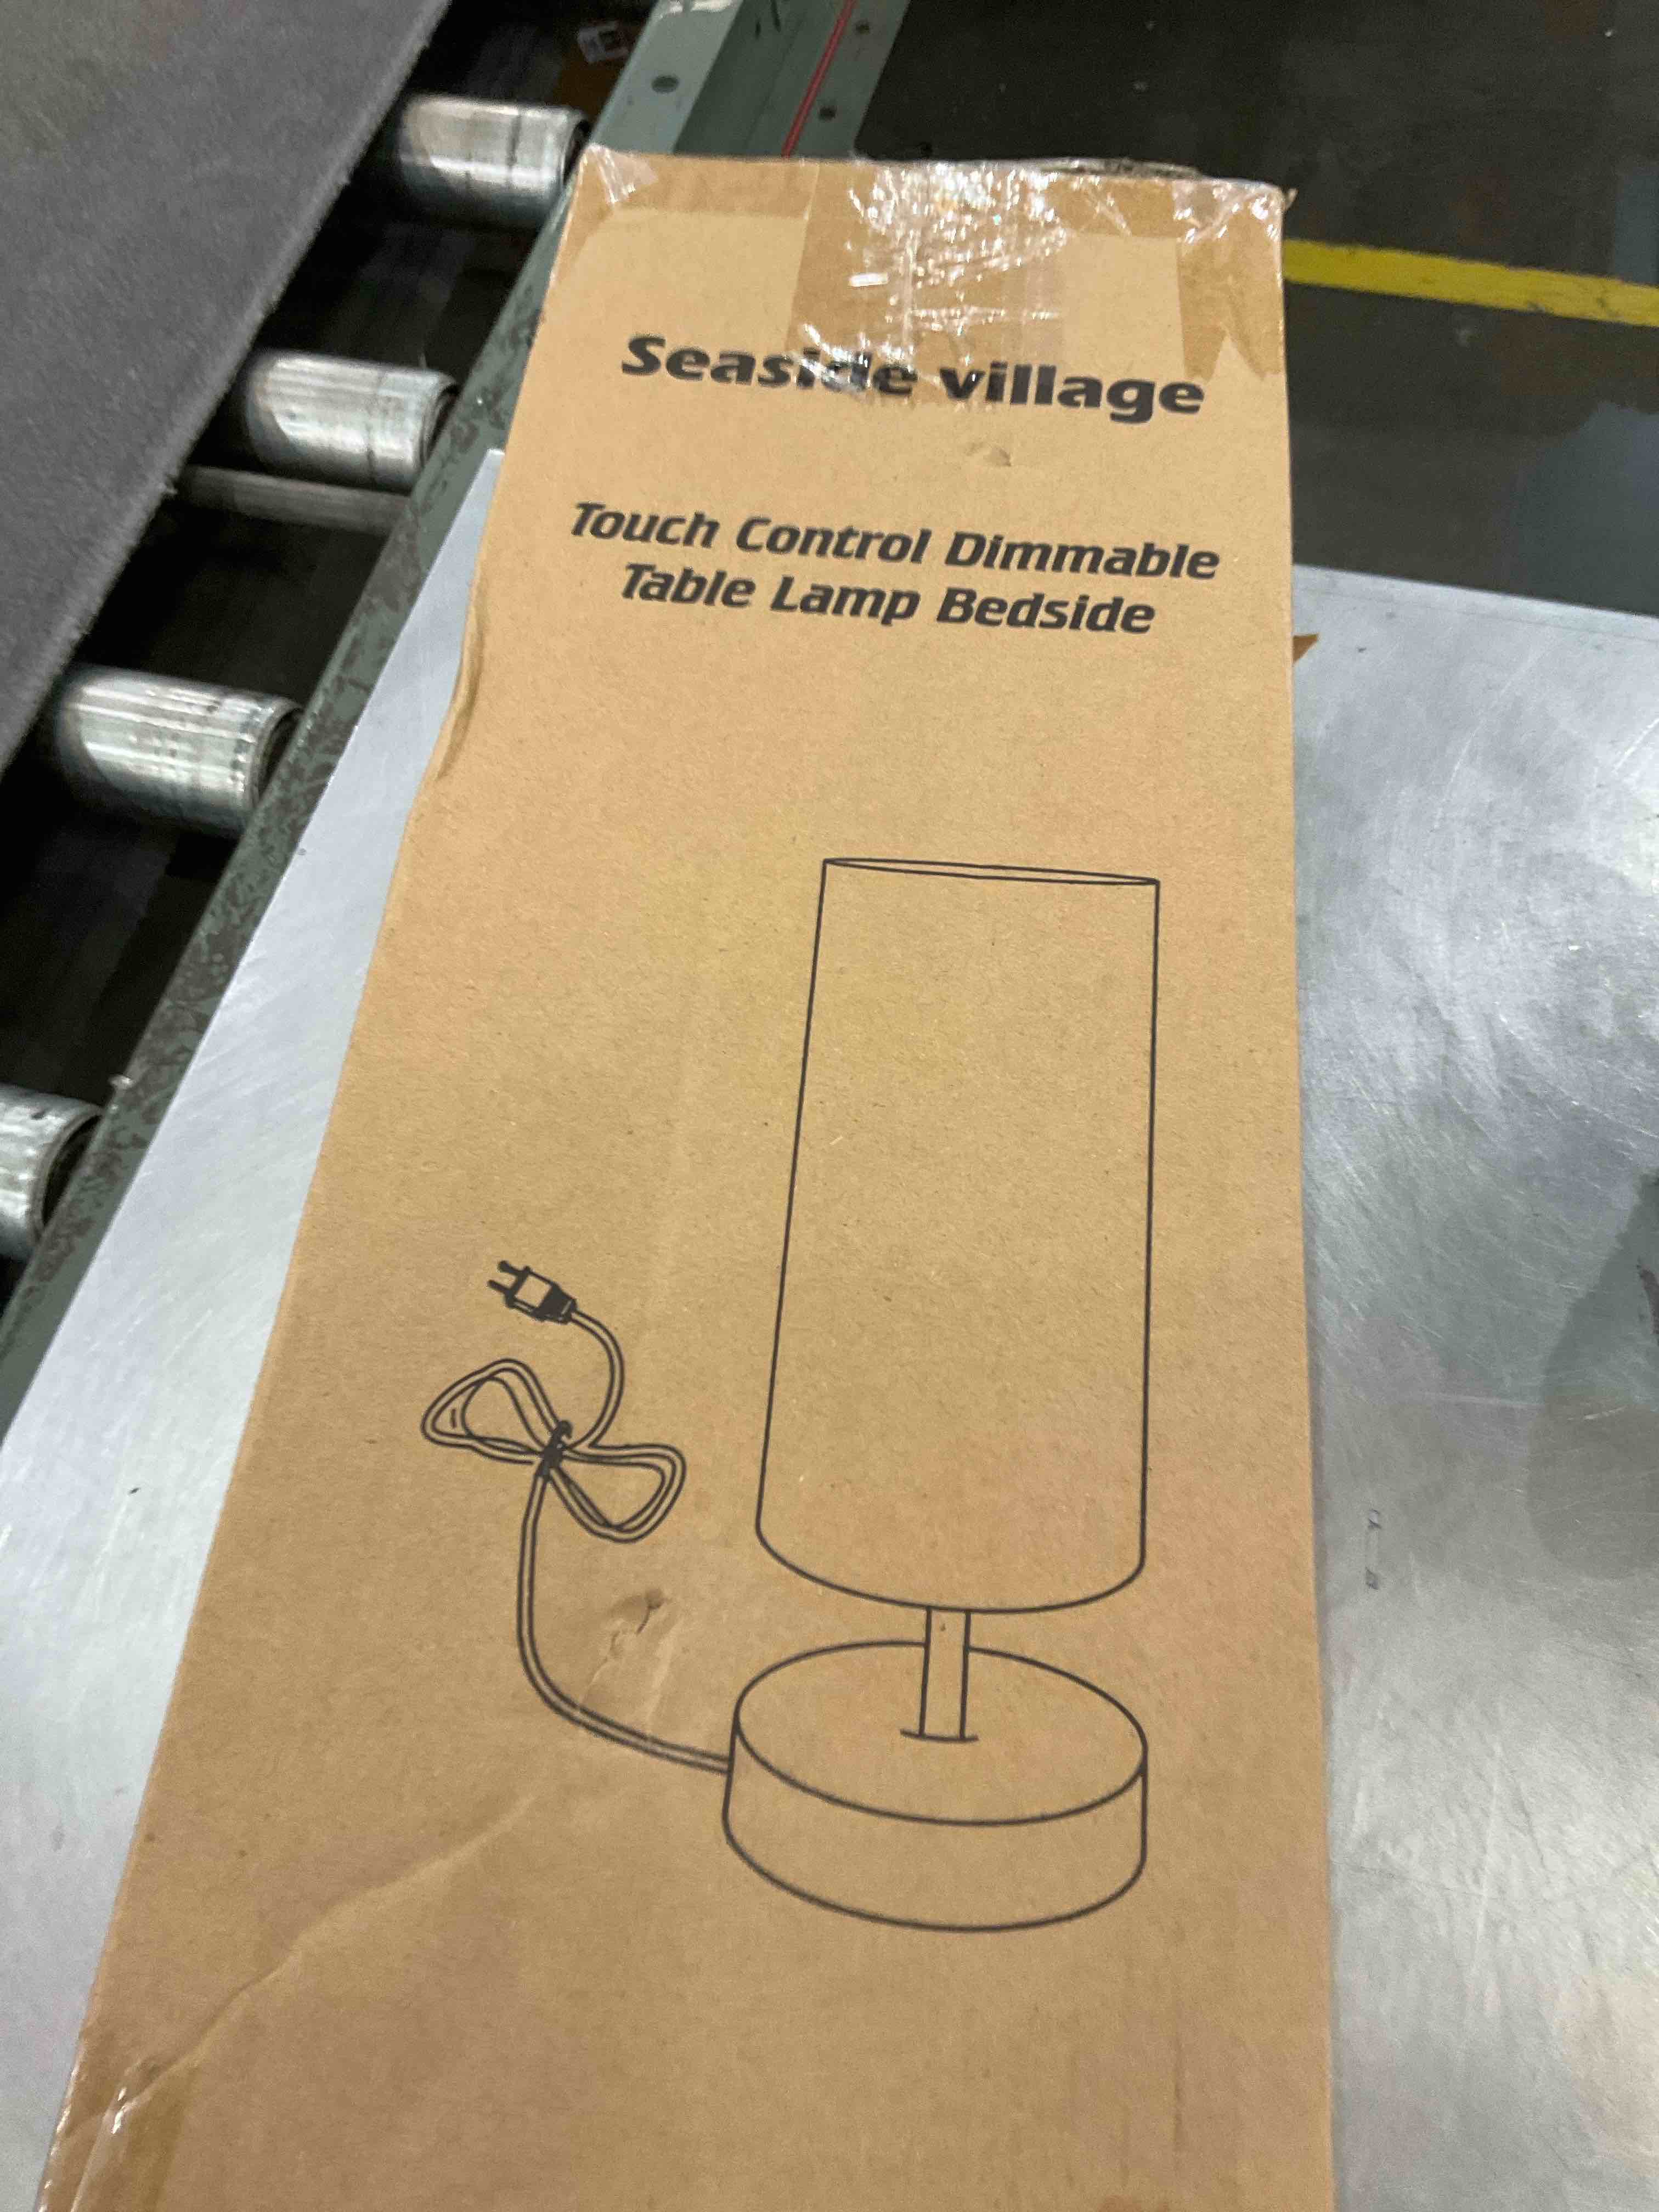 Seaside village
Touch Control Dimmable
Table Lamp Bedside